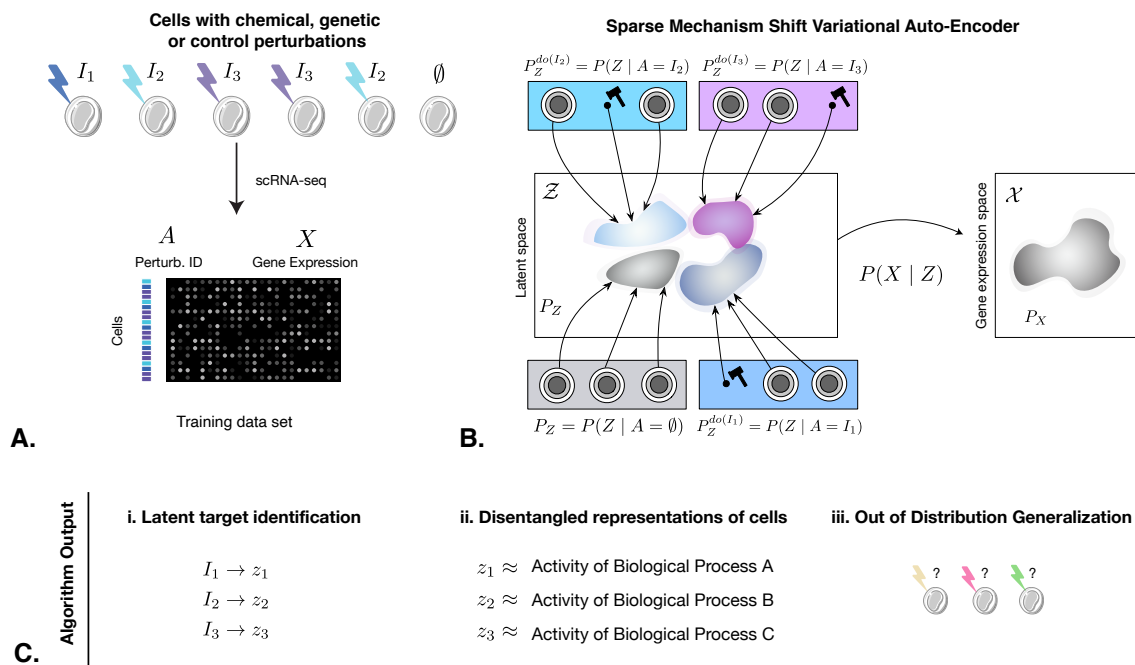 Cells with chemical, genetic
or control perturbations
I₁ I₂ I₃ I₃ I₂ ∅
scRNA-seq
A X
Perturb. ID Gene Expression
Cells
Training data set
A.
Sparse Mechanism Shift Variational Auto-Encoder
P_Z^{do(I₂)} = P(Z | A = I₂) P_Z^{do(I₃)} = P(Z | A = I₃)
Latent space
𝒵
P_Z
P(X | Z)
Gene expression space
𝒳
P_X
P_Z = P(Z | A = ∅) P_Z^{do(I₁)} = P(Z | A = I₁)
B.
Algorithm Output
i. Latent target identification
I₁ → z₁
I₂ → z₂
I₃ → z₃
ii. Disentangled representations of cells
z₁ ≈ Activity of Biological Process A
z₂ ≈ Activity of Biological Process B
z₃ ≈ Activity of Biological Process C
iii. Out of Distribution Generalization
? ? ?
C.